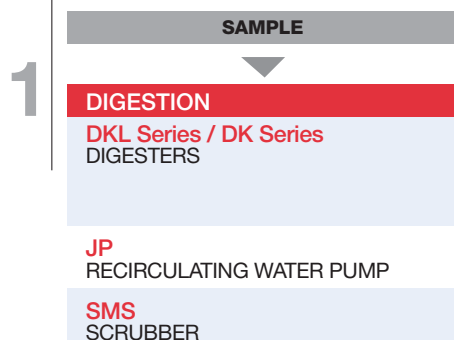 SAMPLE
1
DIGESTION
DKL Series / DK Series
DIGESTERS
JP
RECIRCULATING WATER PUMP
SMS
SCRUBBER